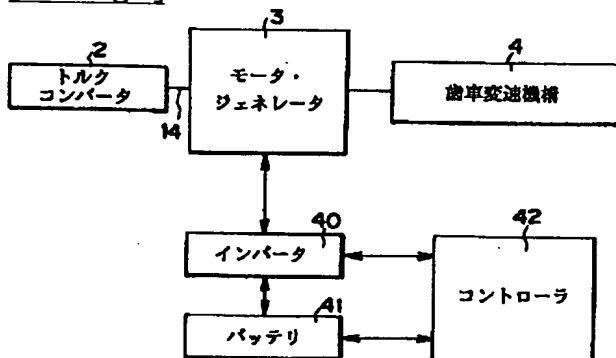 3
2
4
トルク
コンバータ
モータ・
ジェネレータ
歯車変速機構
14
40
42
インバータ
コントローラ
41
バッテリ